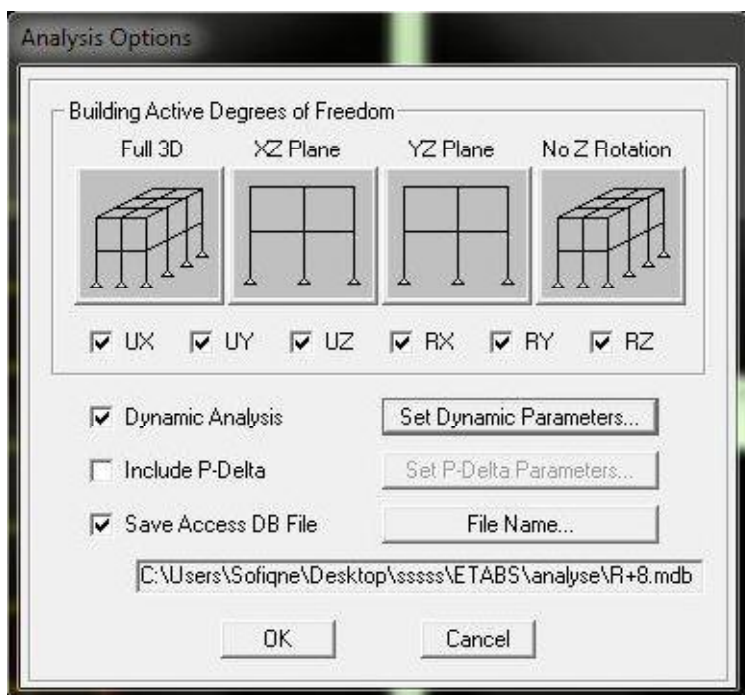 Analysis Options
Building Active Degrees of Freedom
Full 3D XZ Plane YZ Plane No Z Rotation
UX UY UZ RX RY RZ
Dynamic Analysis Set Dynamic Parameters...
Include P-Delta Set P-Delta Parameters...
Save Access DB File File Name...
C:\Users\Sofiqne\Desktop\sssss\ETABS\analyse\R+8.mdb
OK Cancel